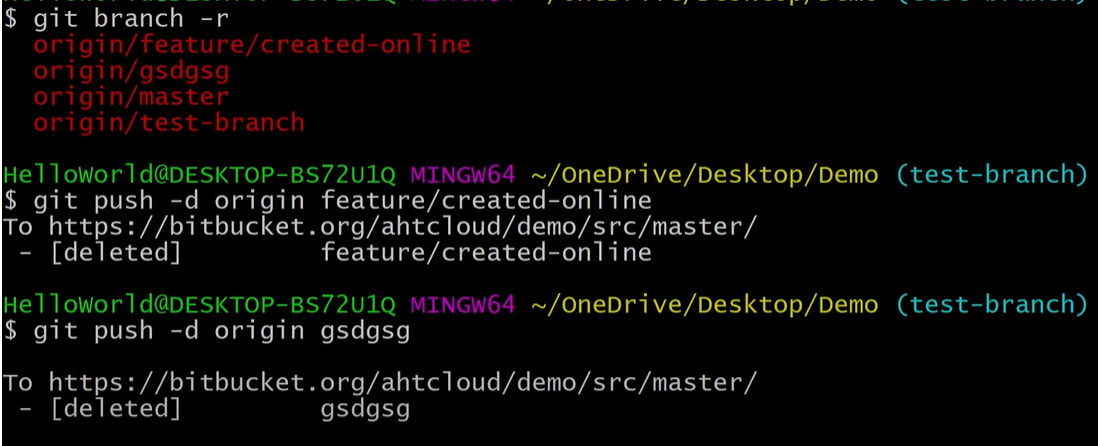 $ git branch -r
origin/feature/created-online
origin/gsdgsg
origin/master
origin/test-branch
HelloWorld@DESKTOP-BS72U1Q MINGW64 ~/OneDrive/Desktop/Demo (test-branch)
$ git push -d origin feature/created-online
To https://bitbucket.org/ahtcloud/demo/src/master/
- [deleted] feature/created-online
HelloWorld@DESKTOP-BS72U1Q MINGW64 ~/OneDrive/Desktop/Demo (test-branch)
$ git push -d origin gsdgsg
To https://bitbucket.org/ahtcloud/demo/src/master/
- [deleted] gsdgsg